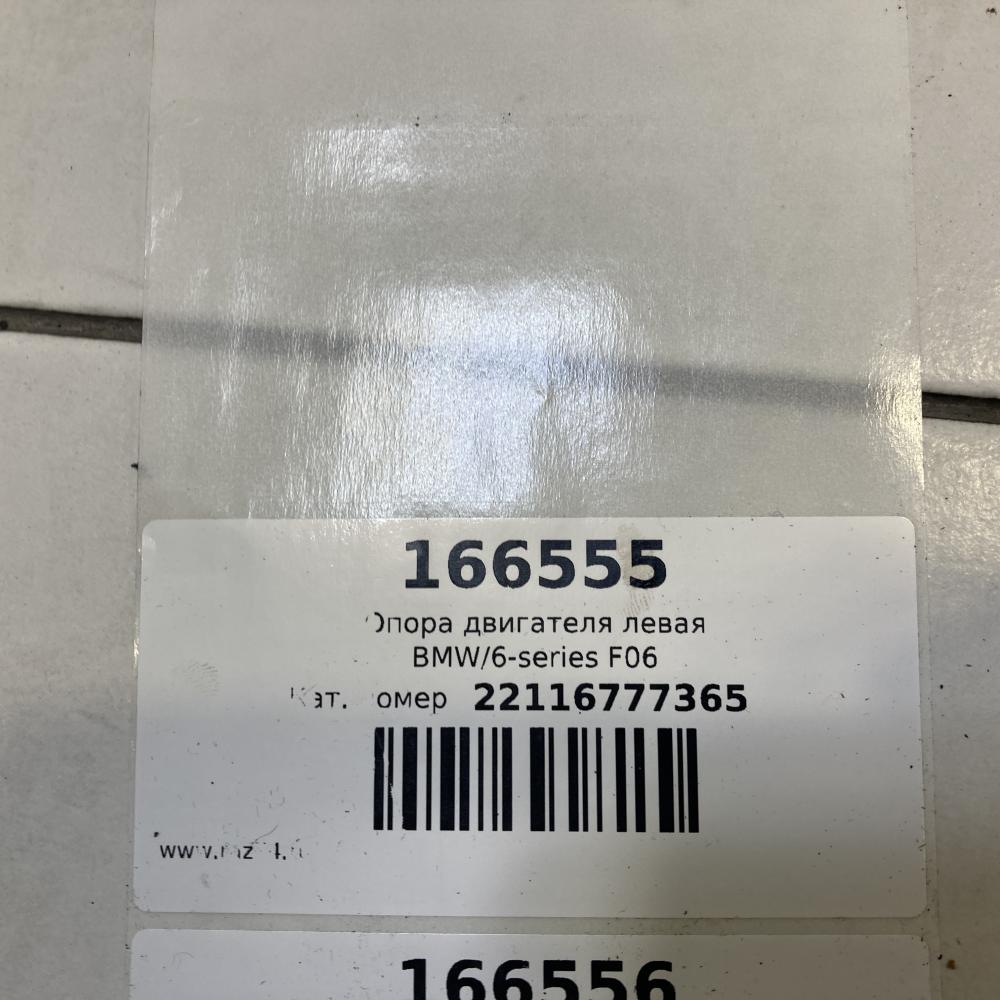 166555
Опора двигателя левая
BMW/6-series F06
Кат. номер 22116777365
166556